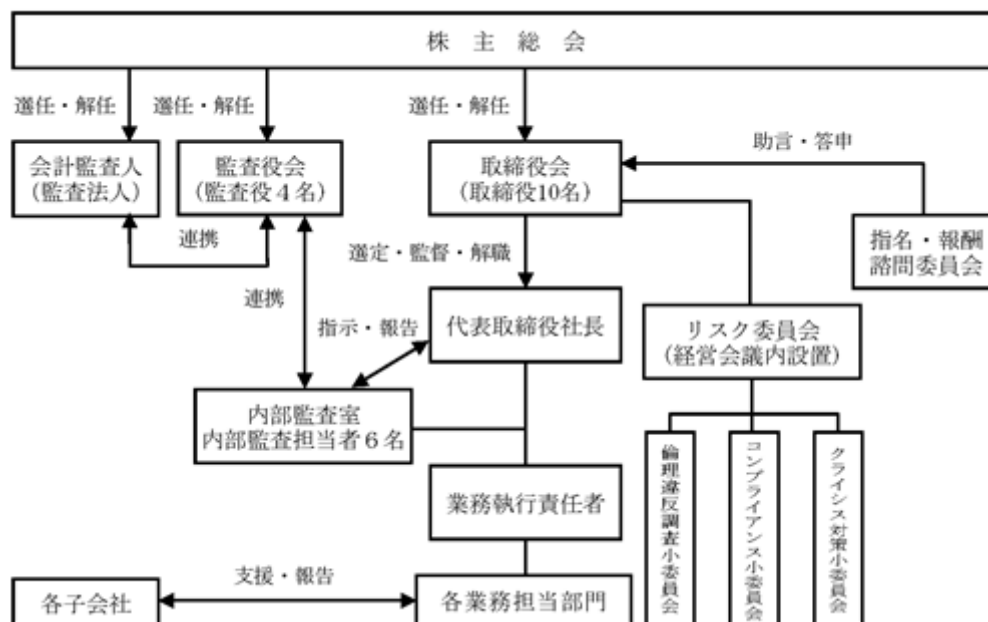 株主総会
選任・解任
選任・解任
選任・解任
会計監査人
(監査法人)
監査役会
(監査役4名)
取締役会
(取締役10名)
助言・答申
指名・報酬
諮問委員会
連携
選定・監督・解職
連携
指示・報告
代表取締役社長
リスク委員会
(経営会議内設置)
内部監査室
内部監査担当者6名
倫理違反調査小委員会
コンプライアンス小委員会
クライシス対策小委員会
業務執行責任者
支援・報告
各子会社
各業務担当部門